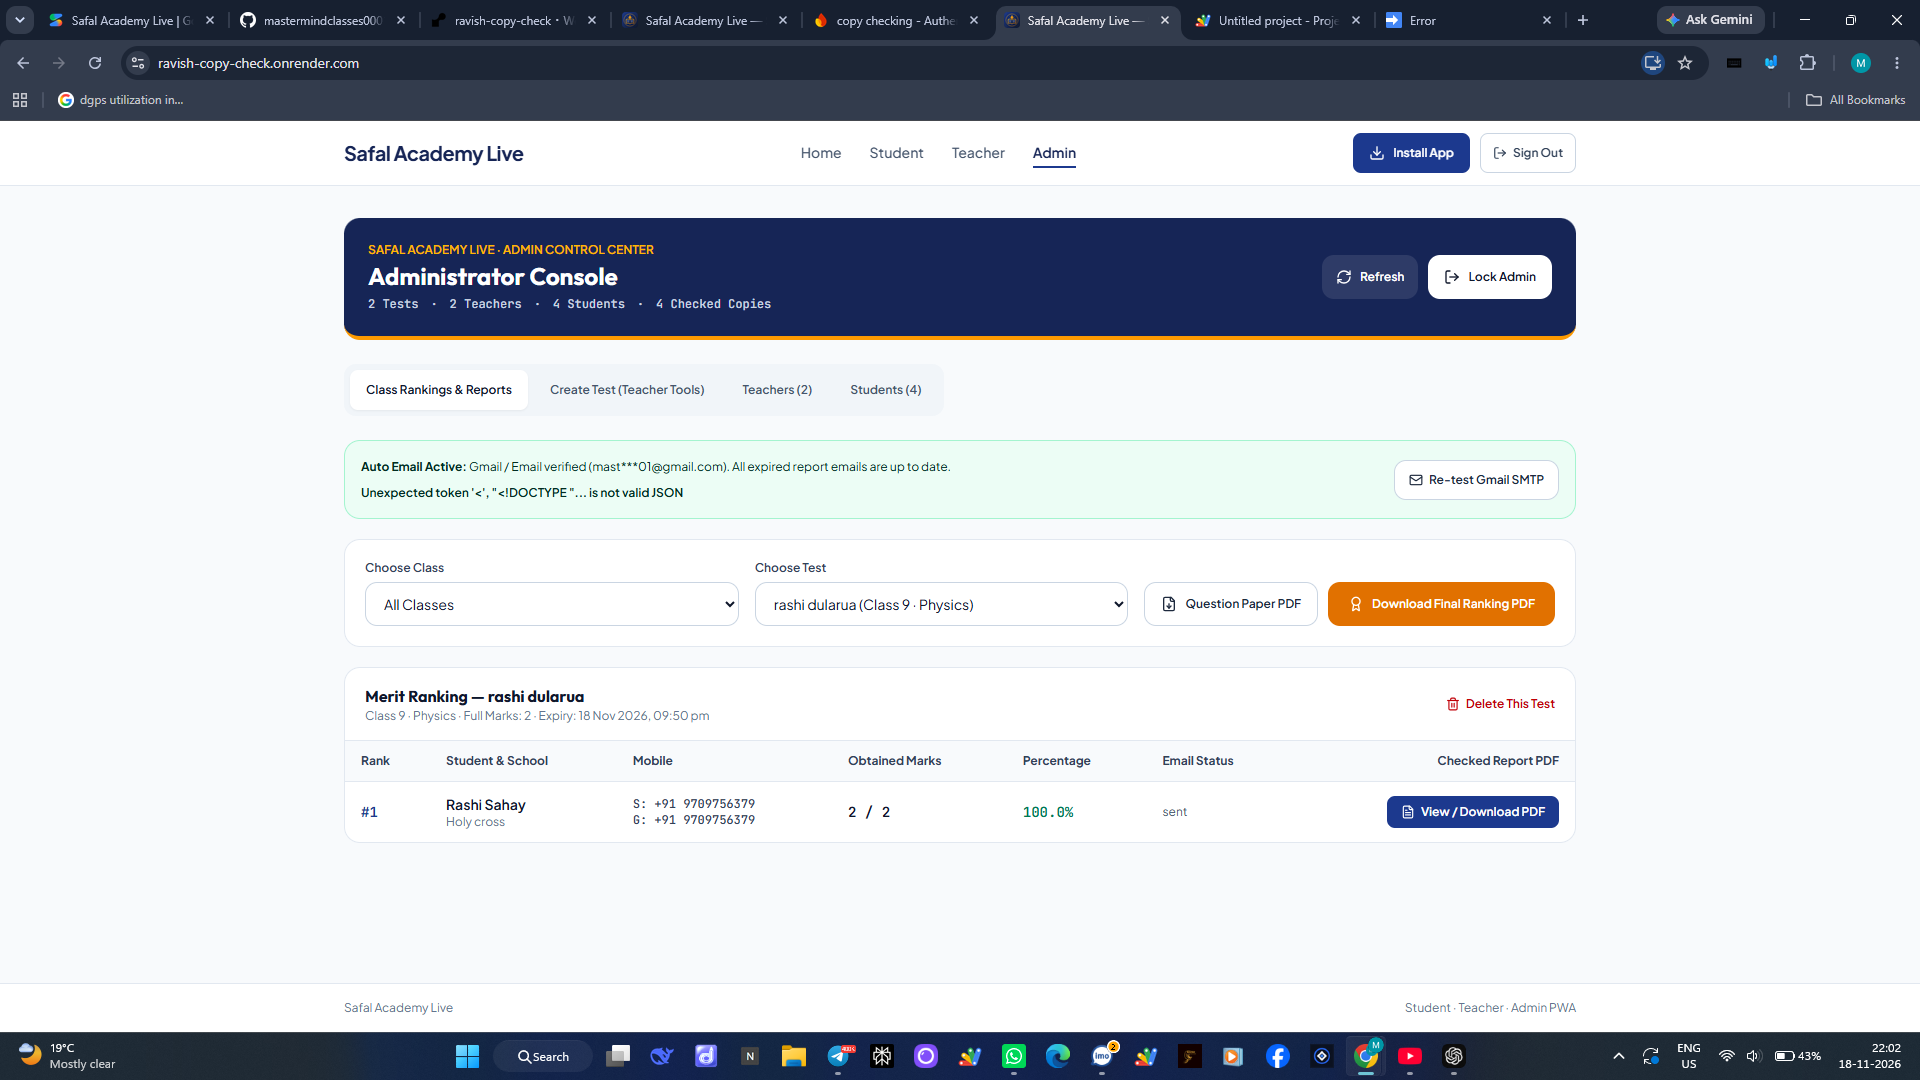 Safal Academy Live | G
mastermindclasses000
ravish-copy-check · W
Safal Academy Live —
copy checking - Authe
Safal Academy Live —
Untitled project - Proje
Error
Ask Gemini
ravish-copy-check.onrender.com
M
dgps utilization in...
All Bookmarks
Safal Academy Live
Home
Student
Teacher
Admin
Install App
Sign Out
SAFAL ACADEMY LIVE · ADMIN CONTROL CENTER
Administrator Console
2 Tests · 2 Teachers · 4 Students · 4 Checked Copies
Refresh
Lock Admin
Class Rankings & Reports
Create Test (Teacher Tools)
Teachers (2)
Students (4)
Auto Email Active: Gmail / Email verified (mast***01@gmail.com). All expired report emails are up to date.
Unexpected token '<', "<!DOCTYPE "... is not valid JSON
Re-test Gmail SMTP
Choose Class
Choose Test
All Classes
rashi dularua (Class 9 · Physics)
Question Paper PDF
Download Final Ranking PDF
Merit Ranking — rashi dularua
Class 9 · Physics · Full Marks: 2 · Expiry: 18 Nov 2026, 09:50 pm
Delete This Test
Rank
Student & School
Mobile
Obtained Marks
Percentage
Email Status
Checked Report PDF
#1
Rashi Sahay
Holy cross
S: +91 9709756379
G: +91 9709756379
2 / 2
100.0%
sent
View / Download PDF
Safal Academy Live
Student · Teacher · Admin PWA
19°C
Mostly clear
Search
imo
2
M
ENG
US
43%
22:02
18-11-2026